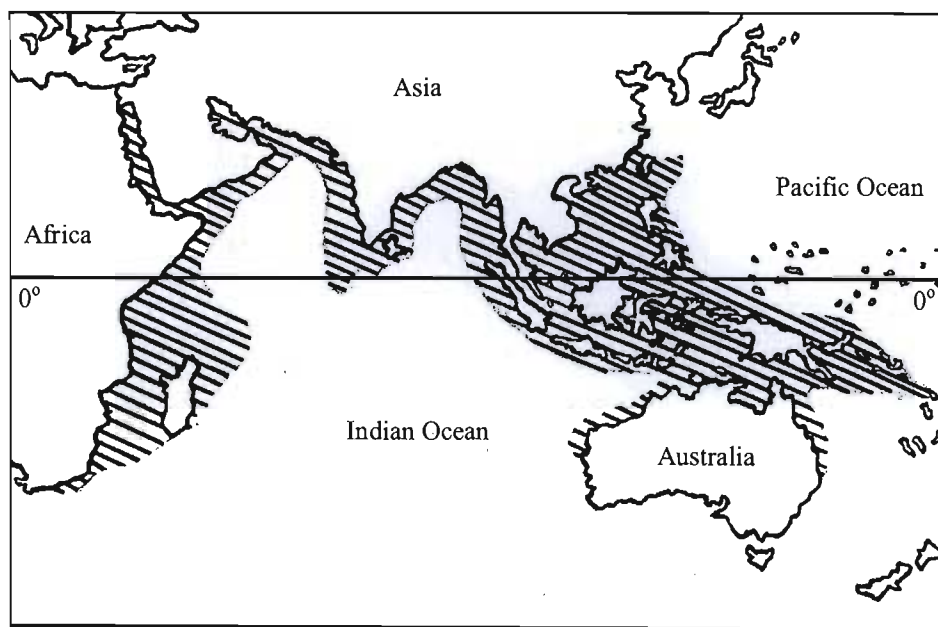 Asia
Pacific Ocean
Africa
0°
0°
Indian Ocean
Australia